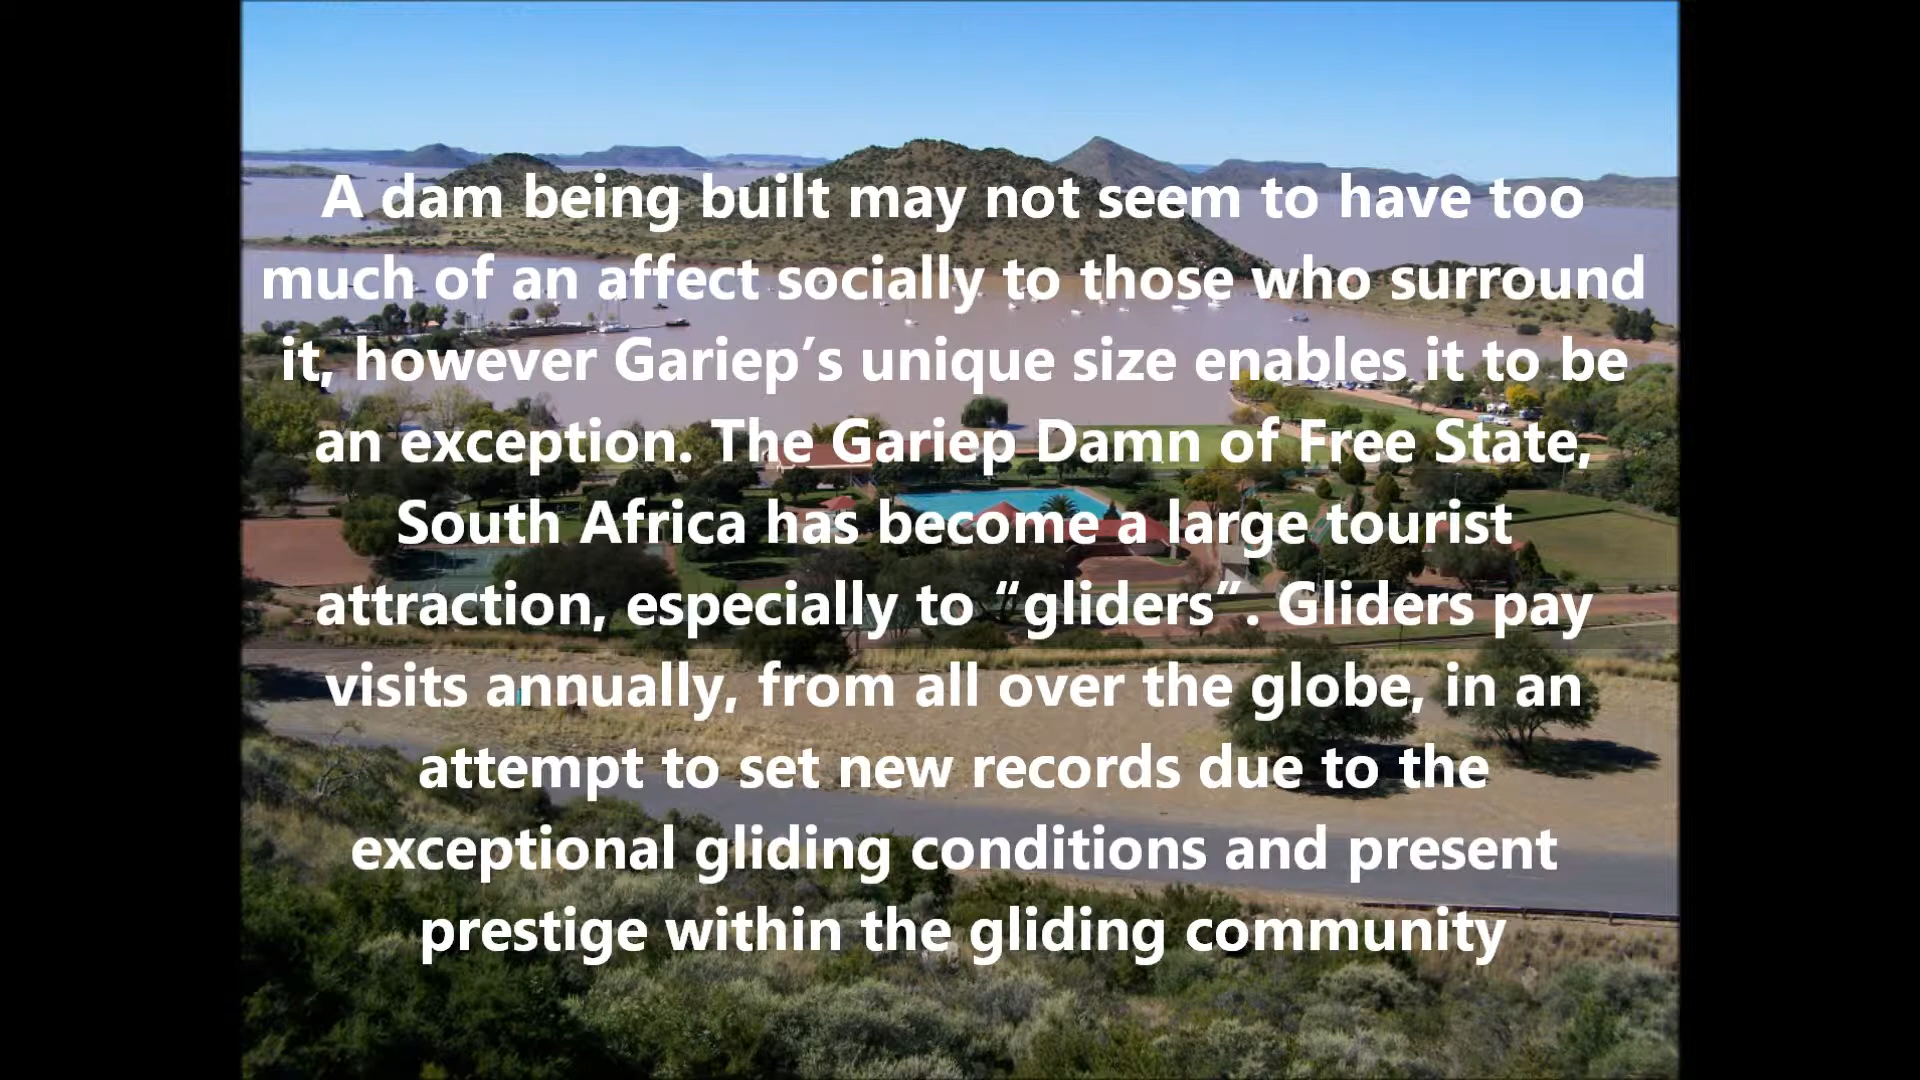 A dam being built may not seem to have too
much of an affect socially to those who surround
it, however Gariep’s unique size enables it to be
an exception. The Gariep Damn of Free State,
South Africa has become a large tourist
attraction, especially to “gliders”. Gliders pay
visits annually, from all over the globe, in an
attempt to set new records due to the
exceptional gliding conditions and present
prestige within the gliding community